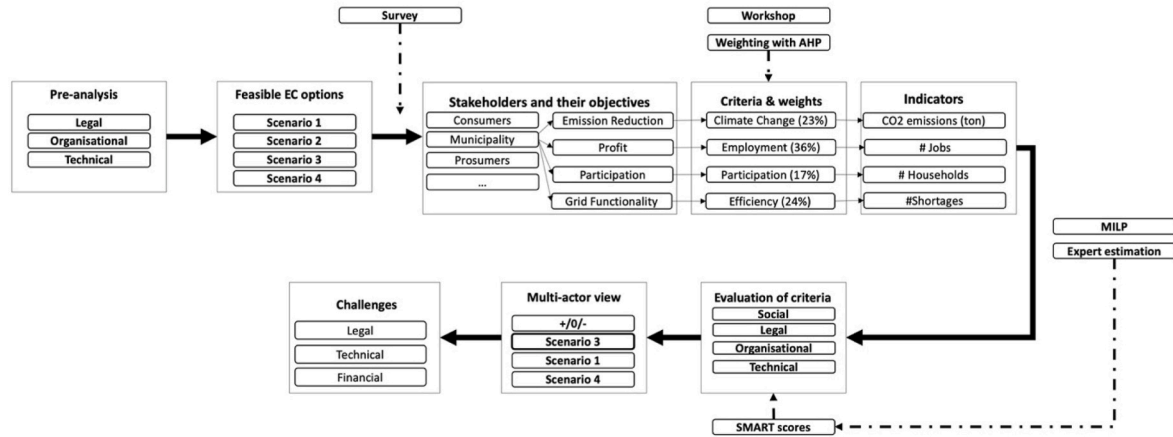 Survey
Workshop
Weighting with AHP
Pre-analysis
Legal
Organisational
Technical
Feasible EC options
Scenario 1
Scenario 2
Scenario 3
Scenario 4
Stakeholders and their objectives
Consumers
Municipality
Prosumers
...
Emission Reduction
Profit
Participation
Grid Functionality
Criteria & weights
Climate Change (23%)
Employment (36%)
Participation (17%)
Efficiency (24%)
Indicators
CO2 emissions (ton)
# Jobs
# Households
#Shortages
MILP
Expert estimation
Challenges
Legal
Technical
Financial
Multi-actor view
+/0/-
Scenario 3
Scenario 1
Scenario 4
Evaluation of criteria
Social
Legal
Organisational
Technical
SMART scores